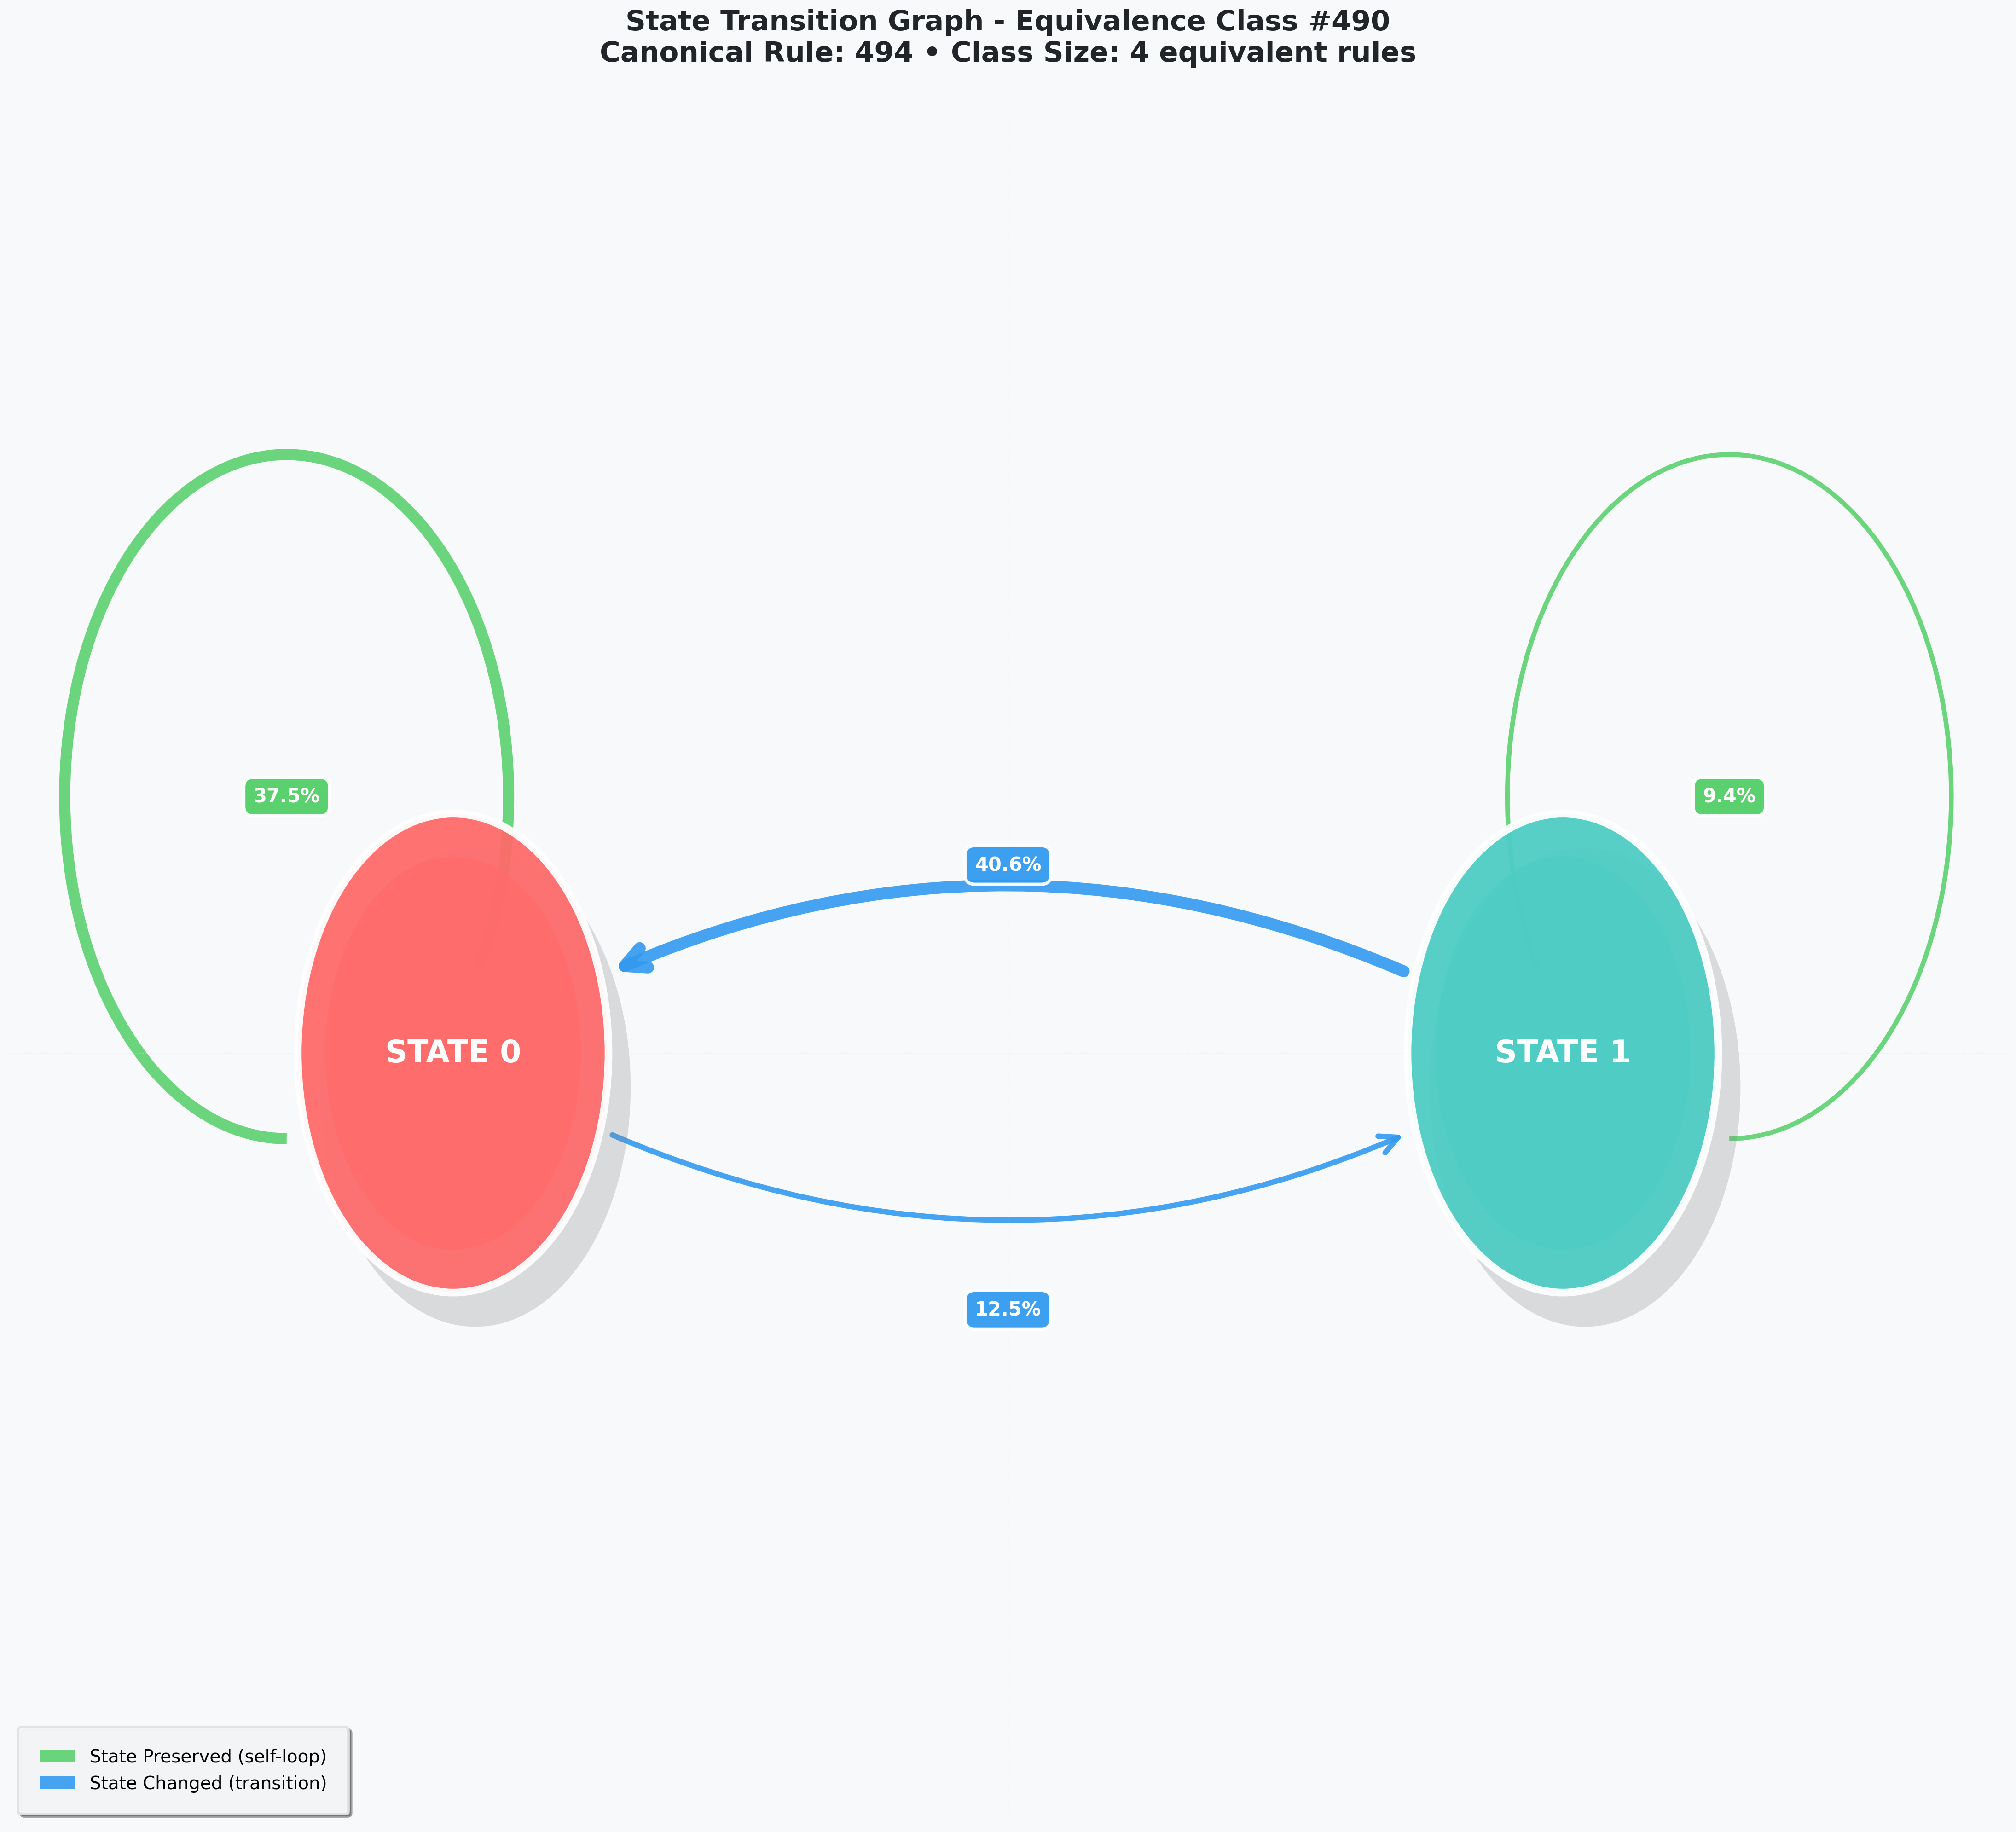 State Transition Graph - Equivalence Class #490
Canonical Rule: 494 • Class Size: 4 equivalent rules
37.5%
9.4%
40.6%
STATE 0
STATE 1
12.5%
State Preserved (self-loop)
State Changed (transition)